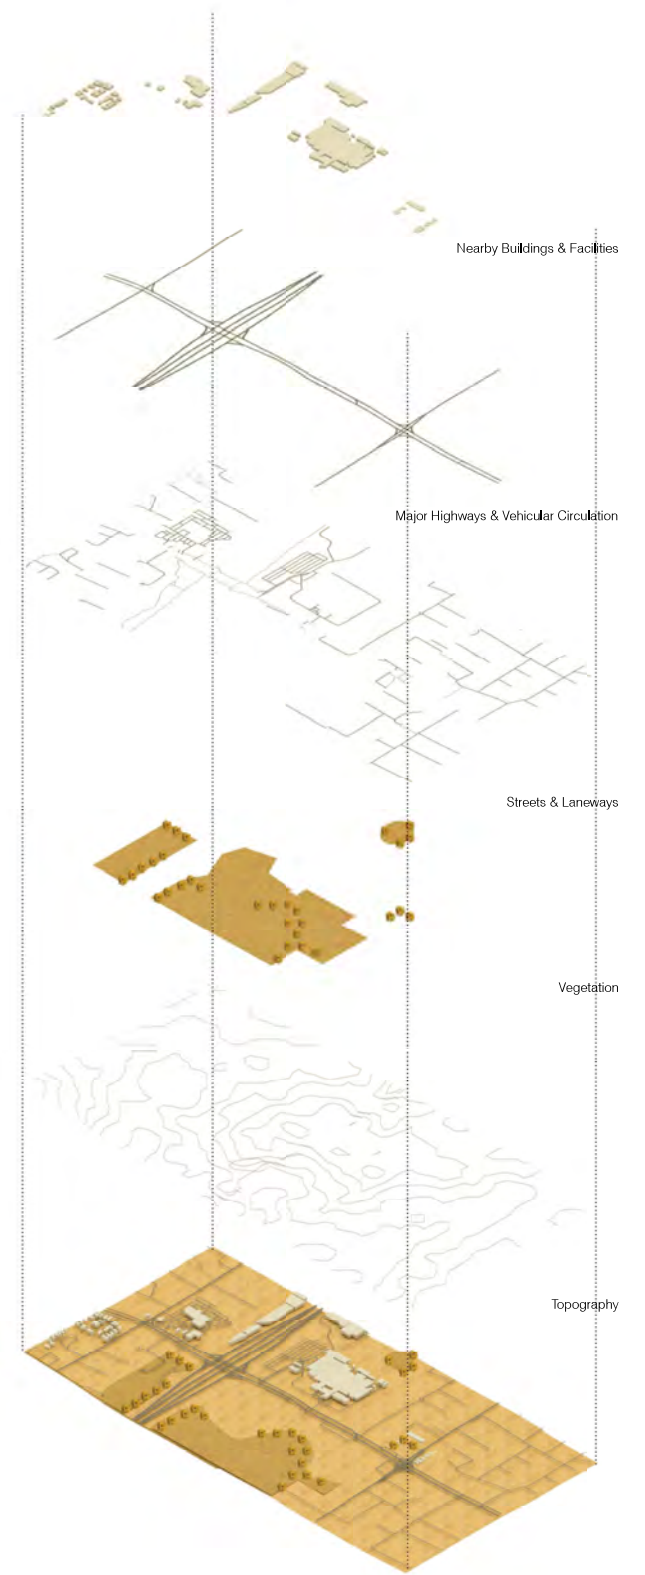 Nearby Buildings & Facilities
Major Highways & Vehicular Circulation
Streets & Laneways
Vegetation
Topography